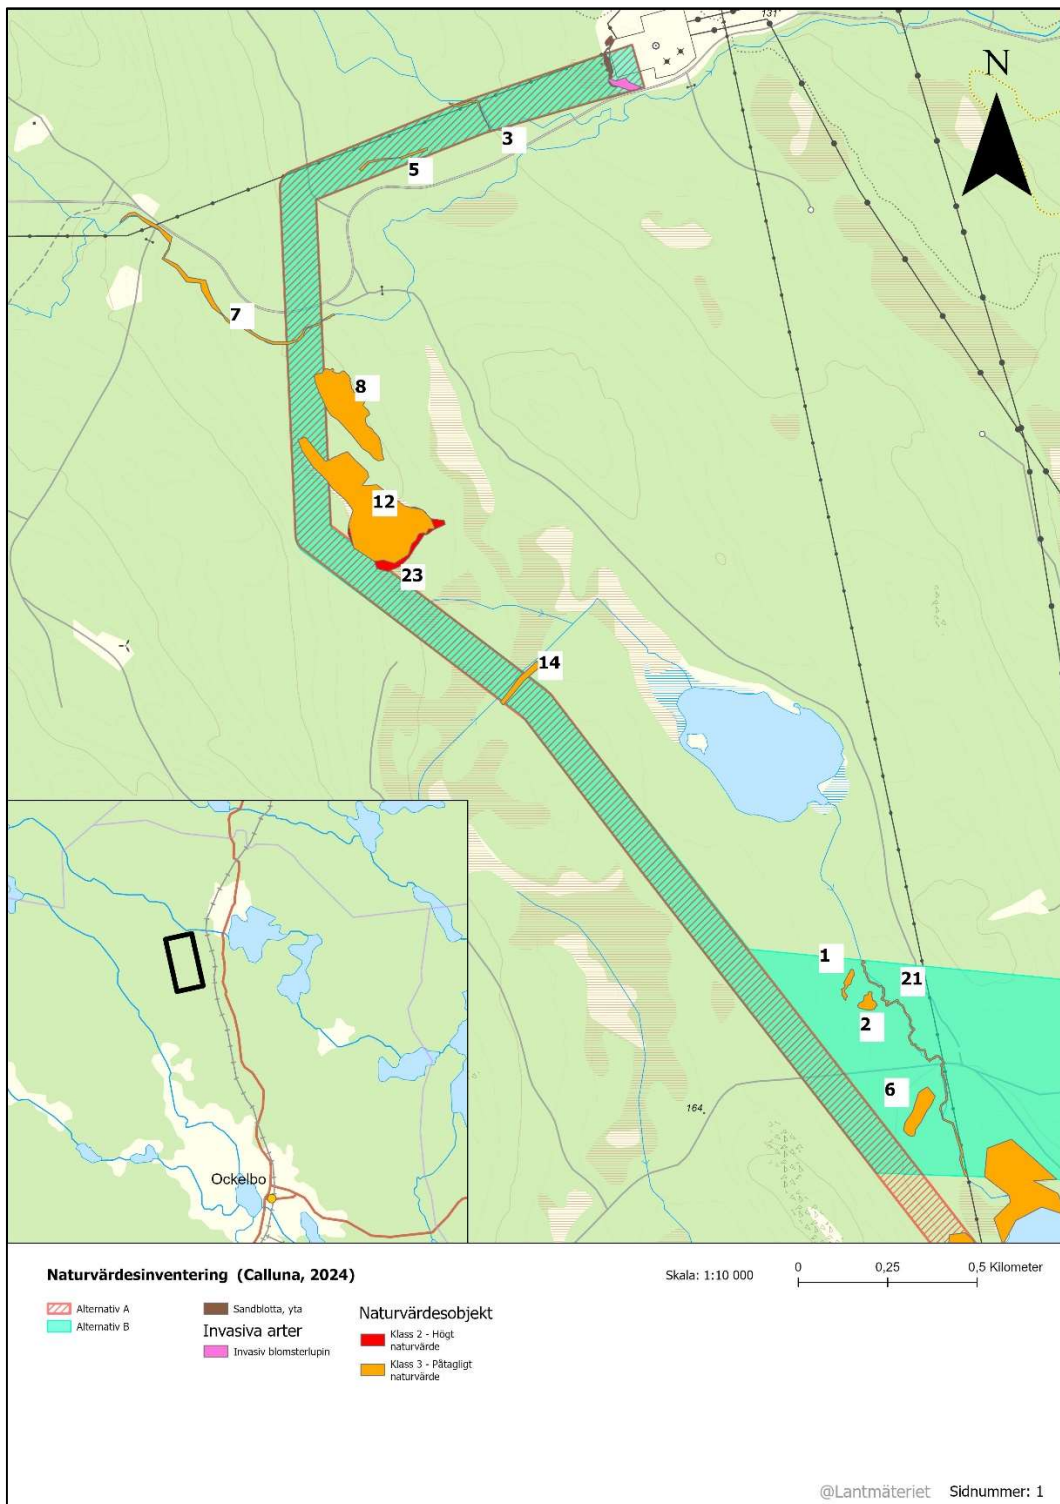 131
N
3
5
7
8
12
23
14
1
21
2
6
164
Ockelbo
Naturvärdesinventering (Calluna, 2024)
Skala: 1:10 000
0 0,25 0,5 Kilometer
Alternativ A
Alternativ B
Sandblotta, yta
Invasiva arter
Invasiv blomsterlupin
Naturvärdesobjekt
Klass 2 - Högt
naturvärde
Klass 3 - Påtagligt
naturvärde
@Lantmäteriet Sidnummer: 1